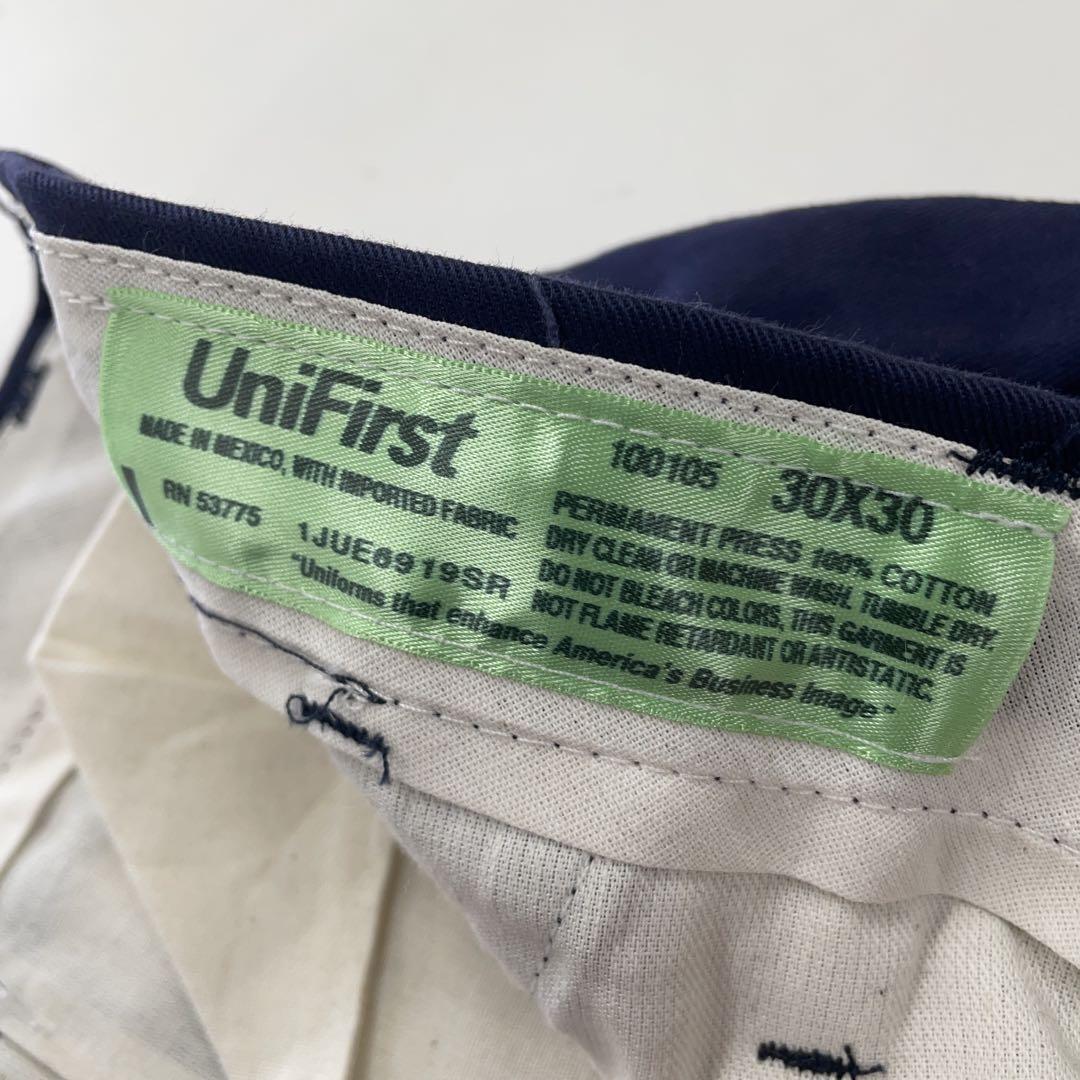 UniFirst
MADE IN MEXICO, WITH IMPORTED FABRIC.
RN 53775 1JUE6919SR
100105 30X30
PERMANENT PRESS 100% COTTON
DRY CLEAN OR MACHINE WASH. TUMBLE DRY.
DO NOT BLEACH COLORS, THIS GARMENT IS
NOT FLAME RETARDANT OR ANTISTATIC.
"Uniforms that enhance America's Business Image"